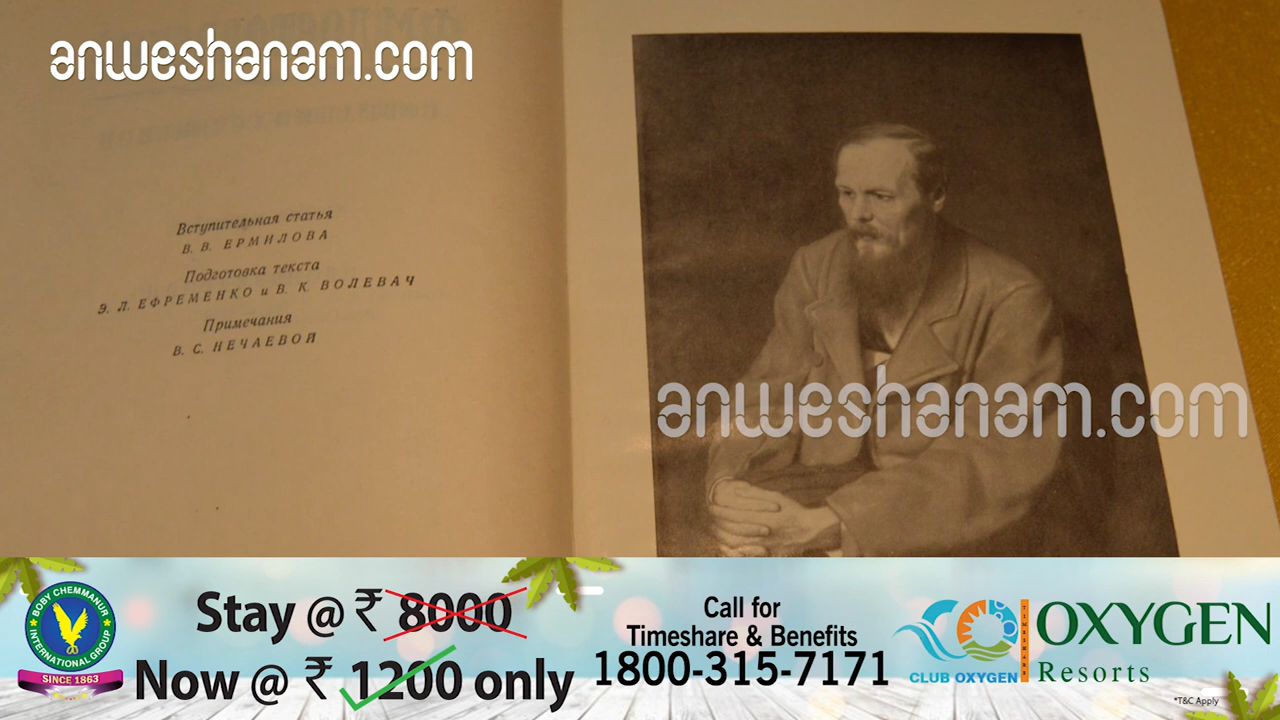 anweshanam.com
Вступительная статья
В. В. ЕРМИЛОВА
Подготовка текста
Э. Л. ЕФРЕМЕНКО и В. К. ВОЛЕВАЧ
Примечания
В. С. НЕЧАЕВОЙ
anweshanam.com
BOBY CHEMMANUR
INTERNATIONAL GROUP
SINCE 1863
Stay @ ₹ 8000
Now @ ₹ 1200 only
Call for
Timeshare & Benefits
1800-315-7171
CLUB OXYGEN
TIMESHARE
OXYGEN
Resorts
*T&C Apply